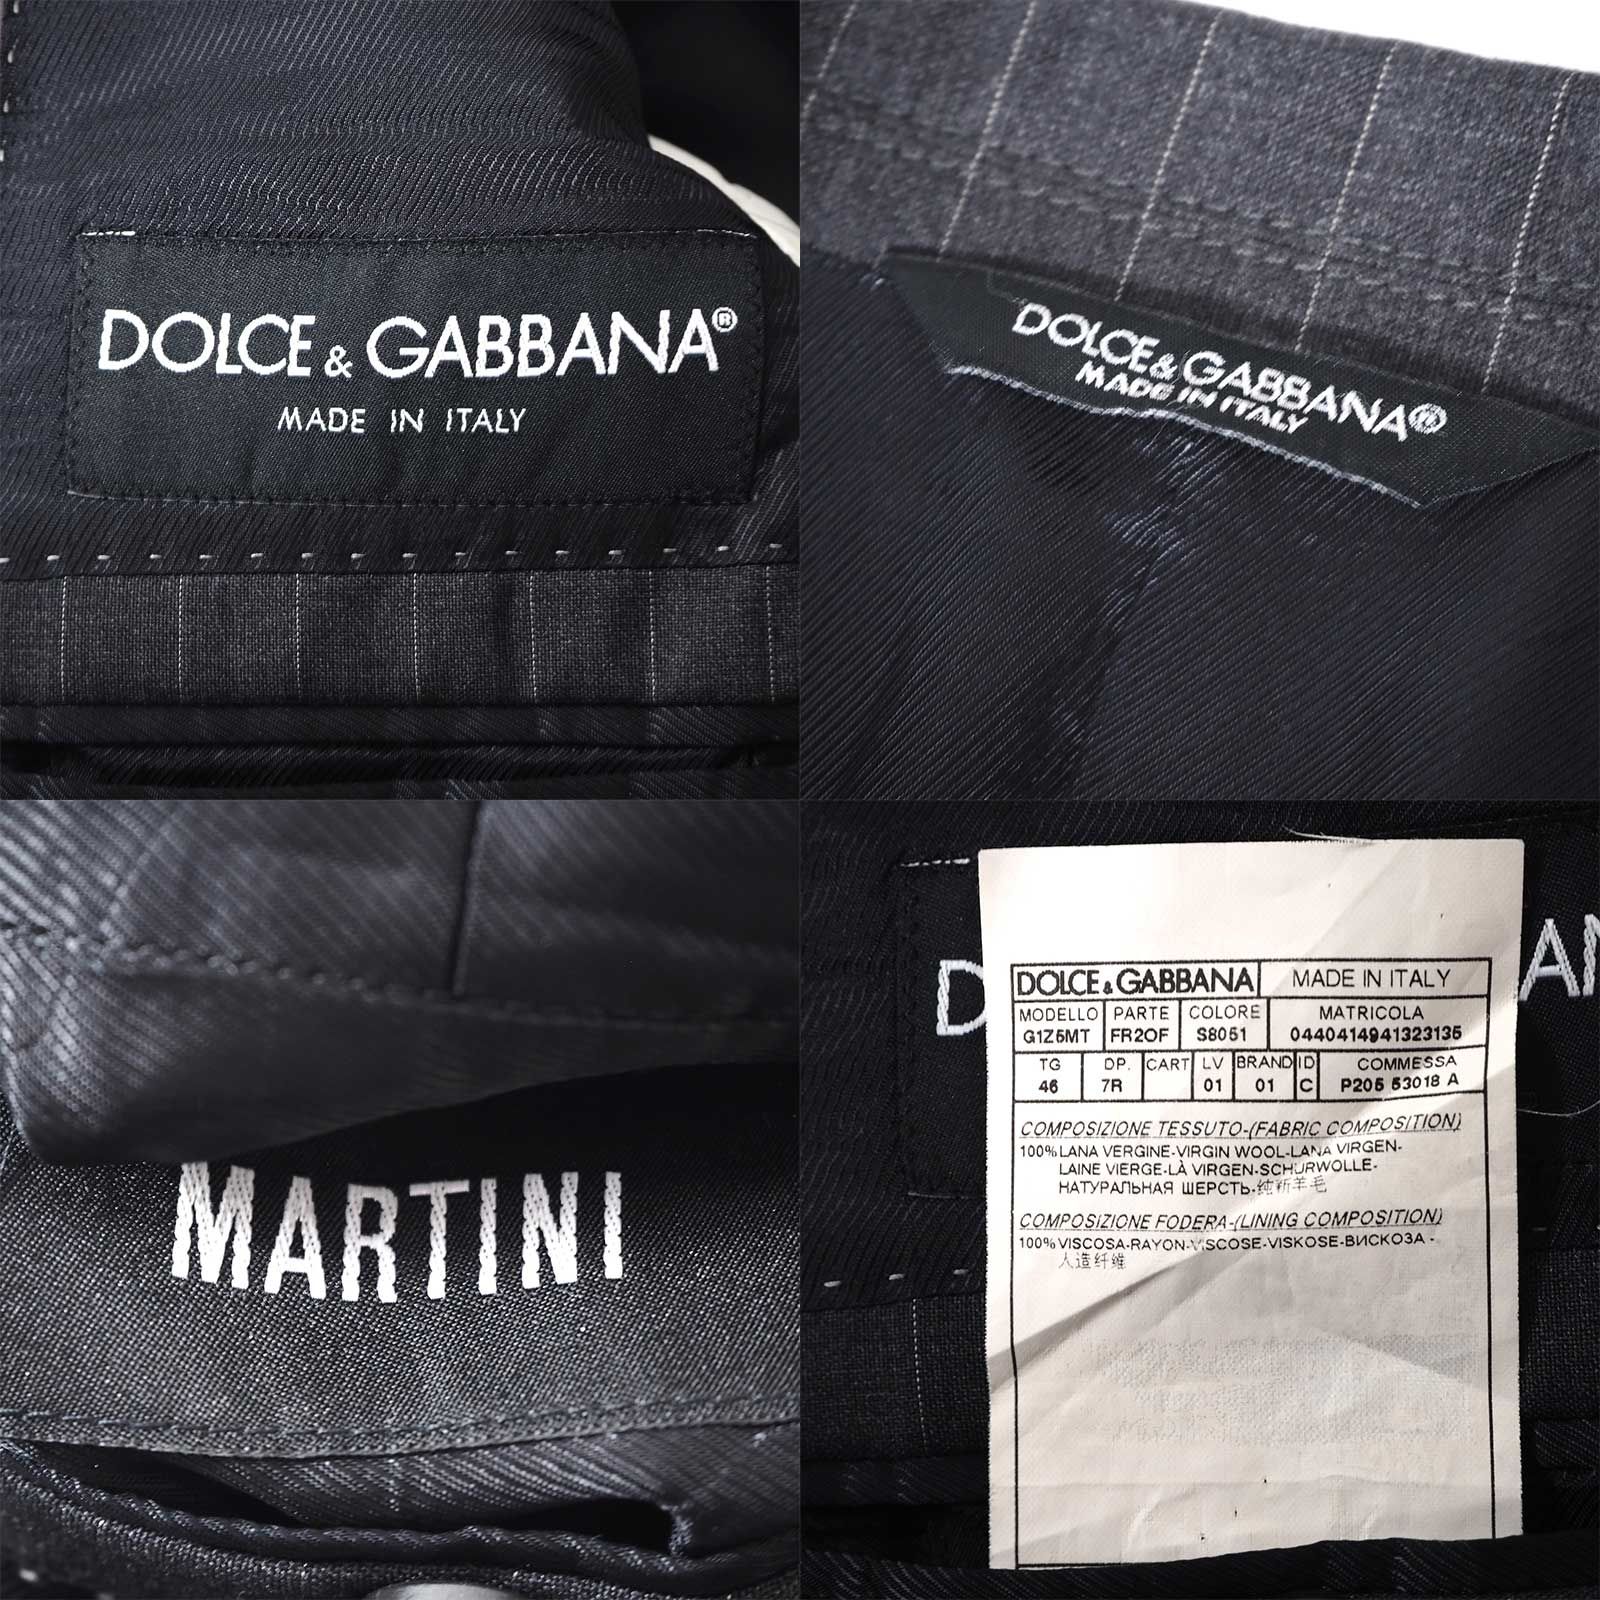 DOLCE & GABBANA®
MADE IN ITALY
DOLCE & GABBANA®
MADE IN ITALY
MARTINI
D
AN
DOLCE & GABBANA MADE IN ITALY
MODELLO PARTE COLORE MATRICOLA
G1Z5MT FR2OF S8051 0440414941323135
TG DP. CART LV BRAND ID COMMESSA
46 7R 01 01 C P205 53018 A
COMPOSIZIONE TESSUTO-(FABRIC COMPOSITION)
100% LANA VERGINE-VIRGIN WOOL-LANA VIRGEN-
LAINE VIERGE-LÀ VIRGEN-SCHURWOLLE-
НАТУРАЛЬНАЯ ШЕРСТЬ-纯新羊毛
COMPOSIZIONE FODERA-(LINING COMPOSITION)
100% VISCOSA-RAYON-VISCOSE-VISKOSE-ВИСКОЗА -
人造纤维